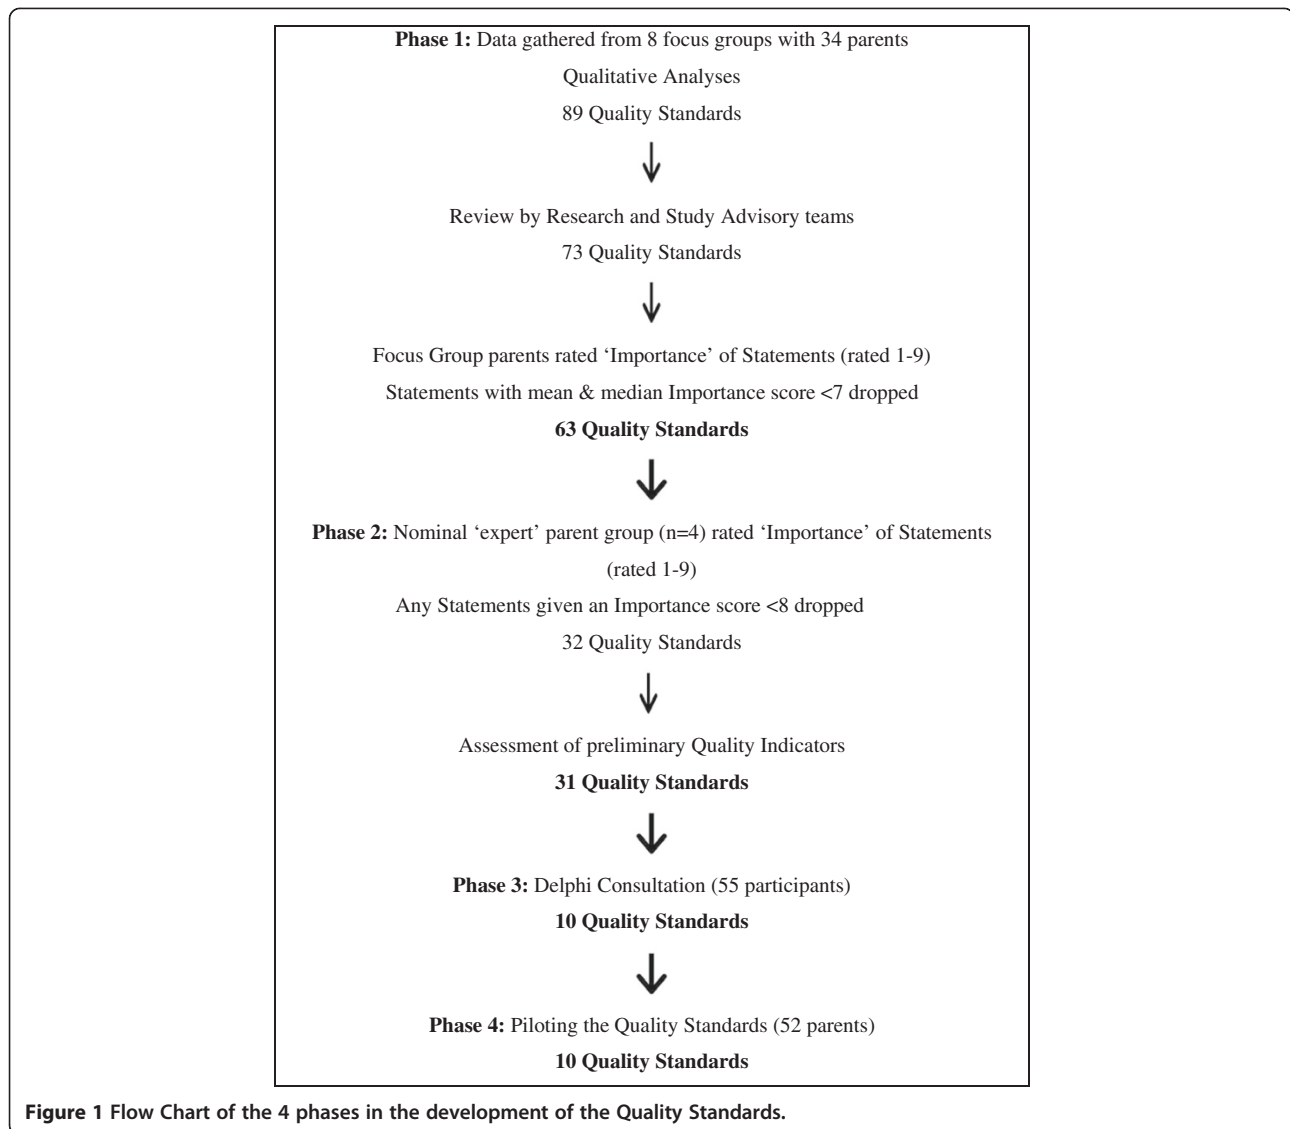 Phase 1: Data gathered from 8 focus groups with 34 parents
Qualitative Analyses
89 Quality Standards
Review by Research and Study Advisory teams
73 Quality Standards
Focus Group parents rated ‘Importance’ of Statements (rated 1-9)
Statements with mean & median Importance score <7 dropped
63 Quality Standards
Phase 2: Nominal ‘expert’ parent group (n=4) rated ‘Importance’ of Statements
(rated 1-9)
Any Statements given an Importance score <8 dropped
32 Quality Standards
Assessment of preliminary Quality Indicators
31 Quality Standards
Phase 3: Delphi Consultation (55 participants)
10 Quality Standards
Phase 4: Piloting the Quality Standards (52 parents)
10 Quality Standards
Figure 1 Flow Chart of the 4 phases in the development of the Quality Standards.